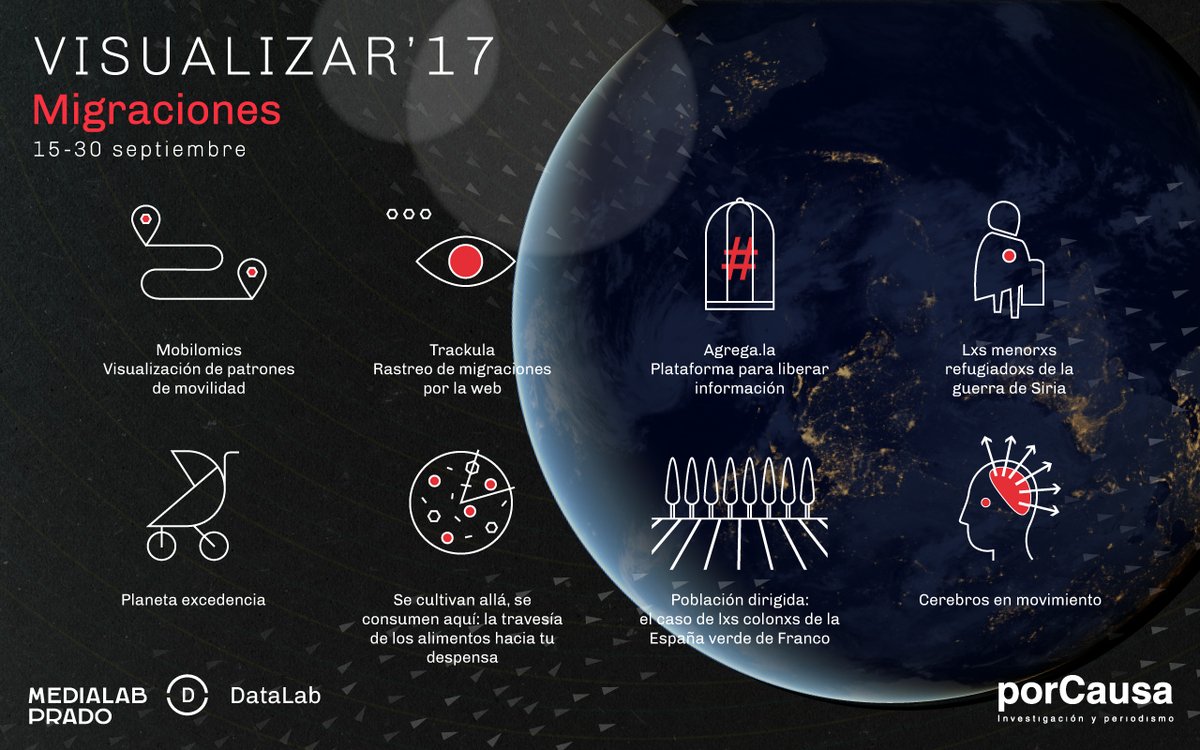 VISUALIZAR'17
Migraciones
15-30 septiembre
#
Mobilomics
Visualización de patrones
de movilidad
Trackula
Rastreo de migraciones
por la web
Agrega.la
Plataforma para liberar
información
Lxs menorxs
refugiadoxs de la
guerra de Siria
Planeta excedencia
Se cultivan allá, se
consumen aquí: la travesía
de los alimentos hacia tu
despensa
Población dirigida:
el caso de lxs colonxs de la
España verde de Franco
Cerebros en movimiento
MEDIALAB
PRADO
D
DataLab
porCausa
Investigación y periodismo